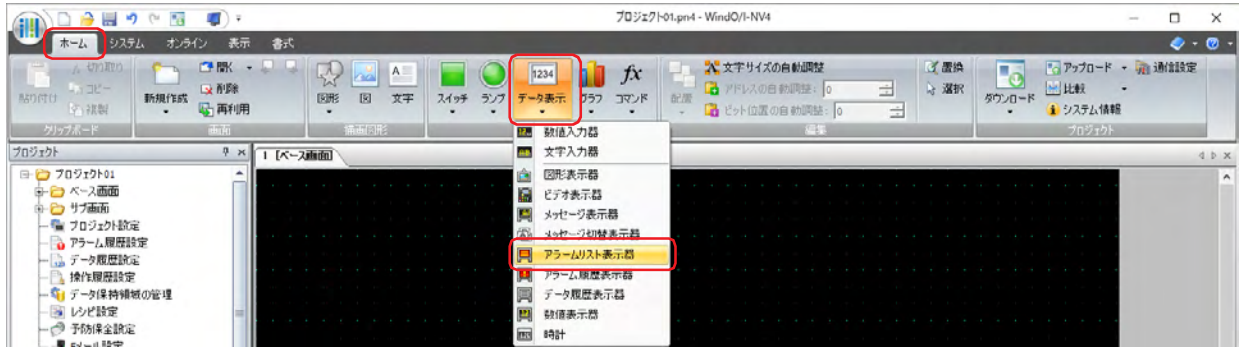 プロジェクト01.pn4 - WindO/I-NV4
ホーム システム オンライン 表示 書式
貼り付け
切り取り
コピー
複製
クリップボード
新規作成
開く
削除
再利用
画面
図形 図 文字
描画図形
スイッチ ランプ データ表示 グラフ コマンド
1234
fx
配置
文字サイズの自動調整
アドレスの自動調整: 0
ビット位置の自動調整: 0
置換
選択
編集
ダウンロード
アップロード
比較
システム情報
通信設定
プロジェクト
数値入力器
文字入力器
図形表示器
ビデオ表示器
メッセージ表示器
メッセージ切替表示器
アラームリスト表示器
アラーム履歴表示器
データ履歴表示器
数値表示器
時計
プロジェクト
1 [ベース画面]
プロジェクト01
ベース画面
サブ画面
プロジェクト設定
アラーム履歴設定
データ履歴設定
操作履歴設定
データ保持領域の管理
レシピ設定
予防保全設定
Eメール設定